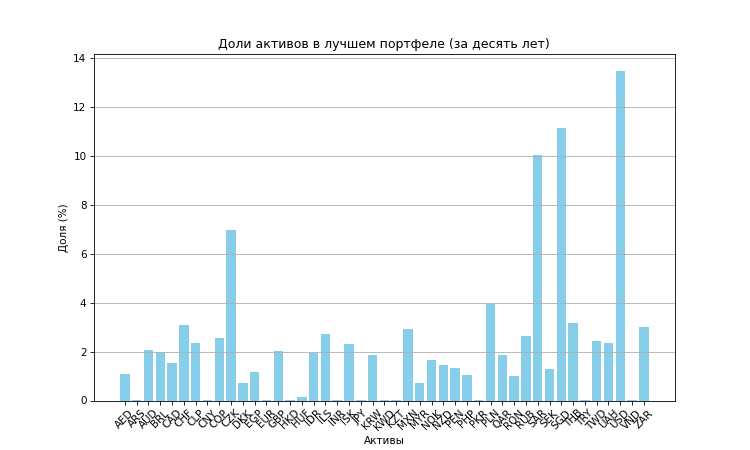 Доли активов в лучшем портфеле (за десять лет)
Доля (%)
14
12
10
8
6
4
2
0
AED ARS AUD BRL CAD CHF CLP CNY COP CZK DKK EGP EUR GBP HKD HUF IDR ILS INR ISK JPY KRW KWD KZT MXN MYR NOK NZD PEN PHP PKR PLN QAR RON RUB SAR SEK SGD THB TRY TWD UAH USD VND ZAR
Активы